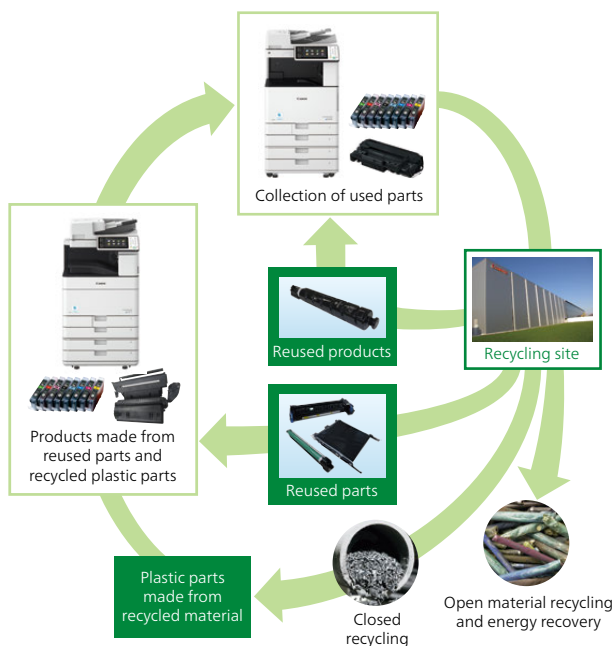 Collection of used parts
Reused products
Recycling site
Products made from
reused parts and
recycled plastic parts
Reused parts
Plastic parts
made from
recycled material
Closed
recycling
Open material recycling
and energy recovery